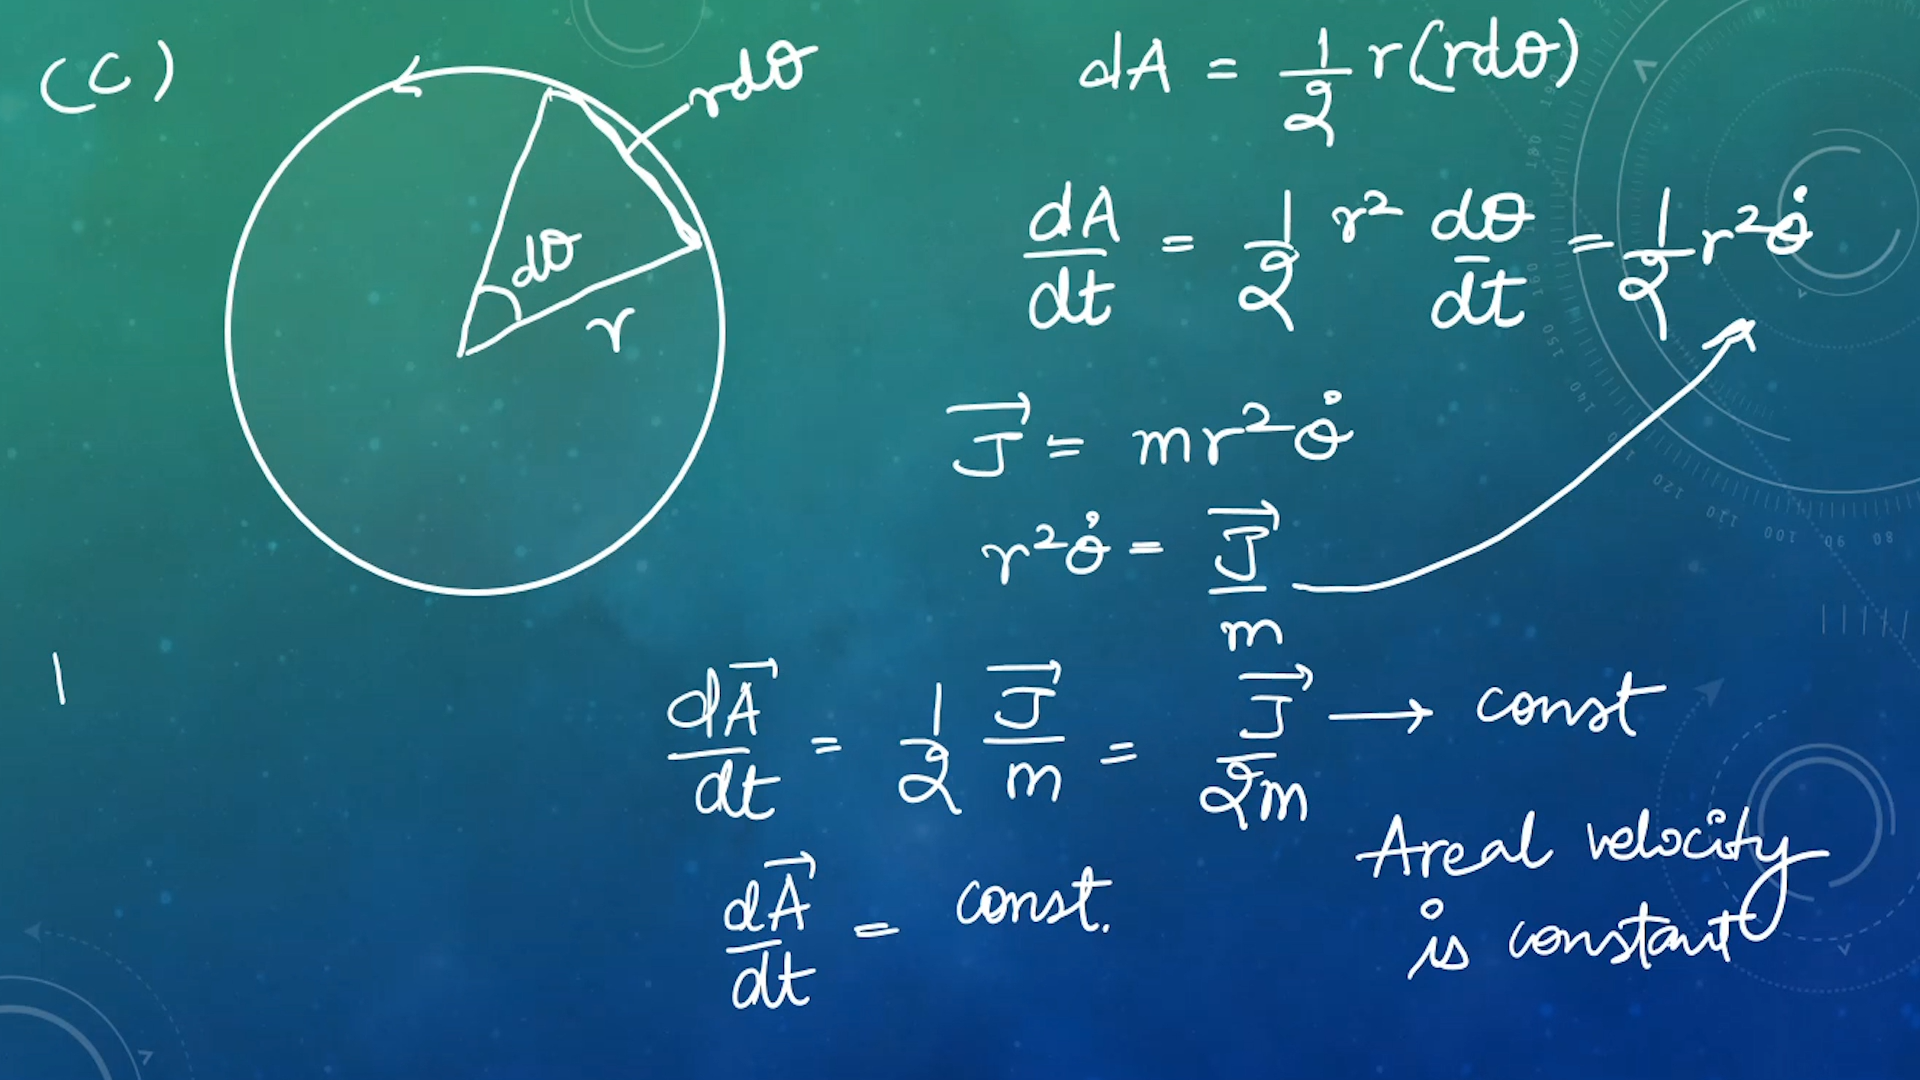 (C)
rdθ
dθ
r
dA = 1/2 r(rdθ)
dA/dt = 1/2 r² dθ/dt = 1/2 r²θ̇
J⃗ = mr²θ̇
r²θ̇ = J⃗/m
dA⃗/dt = 1/2 J⃗/m = J⃗/2m → const
dA⃗/dt = const.
Areal velocity
is constant